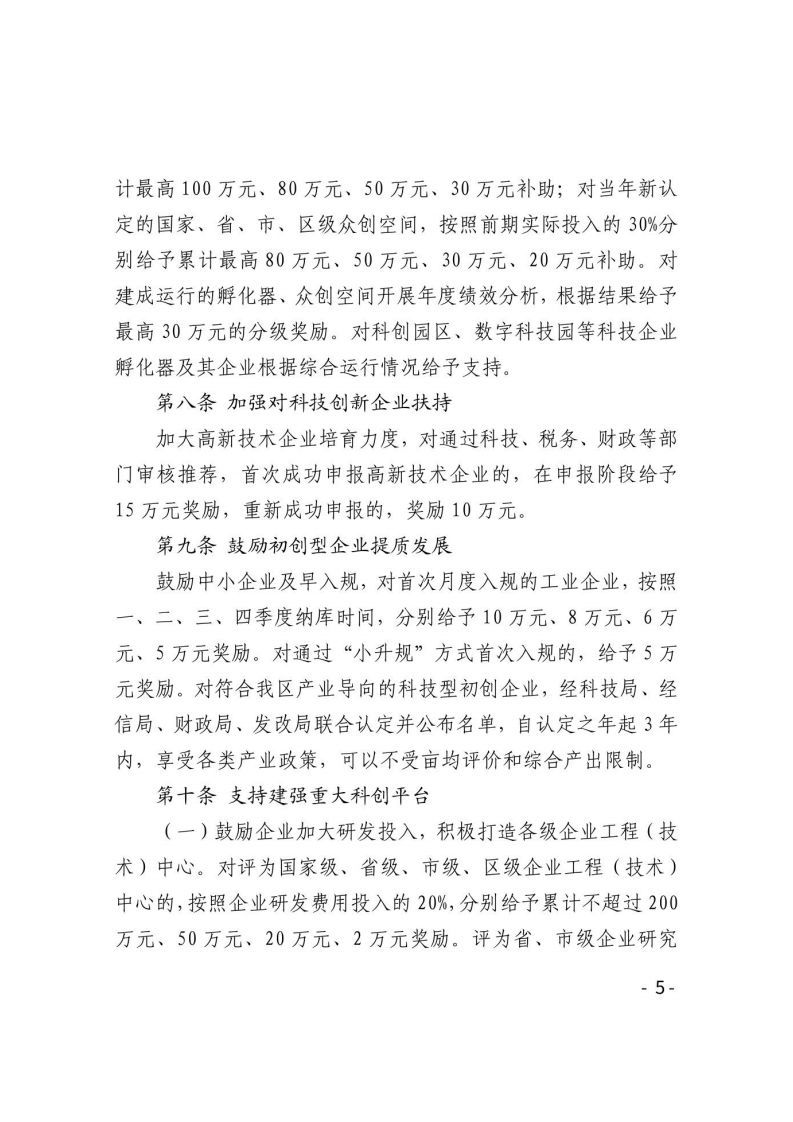 计最高 100 万元、80 万元、50 万元、30 万元补助；对当年新认
定的国家、省、市、区级众创空间，按照前期实际投入的 30%分
别给予累计最高 80 万元、50 万元、30 万元、20 万元补助。对
建成运行的孵化器、众创空间开展年度绩效分析，根据结果给予
最高 30 万元的分级奖励。对科创园区、数字科技园等科技企业
孵化器及其企业根据综合运行情况给予支持。
第八条 加强对科技创新企业扶持
加大高新技术企业培育力度，对通过科技、税务、财政等部
门审核推荐，首次成功申报高新技术企业的，在申报阶段给予
15 万元奖励，重新成功申报的，奖励 10 万元。
第九条 鼓励初创型企业提质发展
鼓励中小企业及早入规，对首次月度入规的工业企业，按照
一、二、三、四季度纳库时间，分别给予 10 万元、8 万元、6 万
元、5 万元奖励。对通过“小升规”方式首次入规的，给予 5 万
元奖励。对符合我区产业导向的科技型初创企业，经科技局、经
信局、财政局、发改局联合认定并公布名单，自认定之年起 3 年
内，享受各类产业政策，可以不受亩均评价和综合产出限制。
第十条 支持建强重大科创平台
（一）鼓励企业加大研发投入，积极打造各级企业工程（技
术）中心。对评为国家级、省级、市级、区级企业工程（技术）
中心的，按照企业研发费用投入的 20%，分别给予累计不超过 200
万元、50 万元、20 万元、2 万元奖励。评为省、市级企业研究
- 5 -